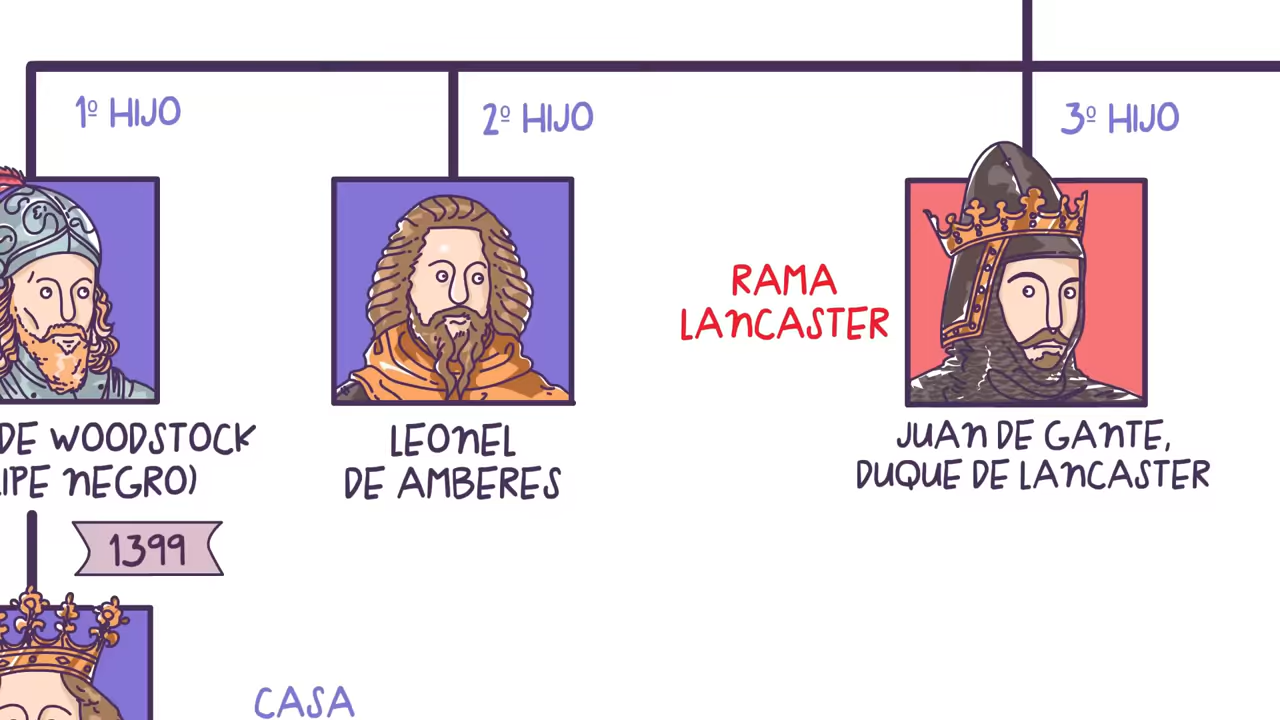 1º HIJO
2º HIJO
3º HIJO
RAMA
LANCASTER
DE WOODSTOCK
IPE NEGRO)
LEONEL
DE AMBERES
JUAN DE GANTE,
DUQUE DE LANCASTER
1399
CASA